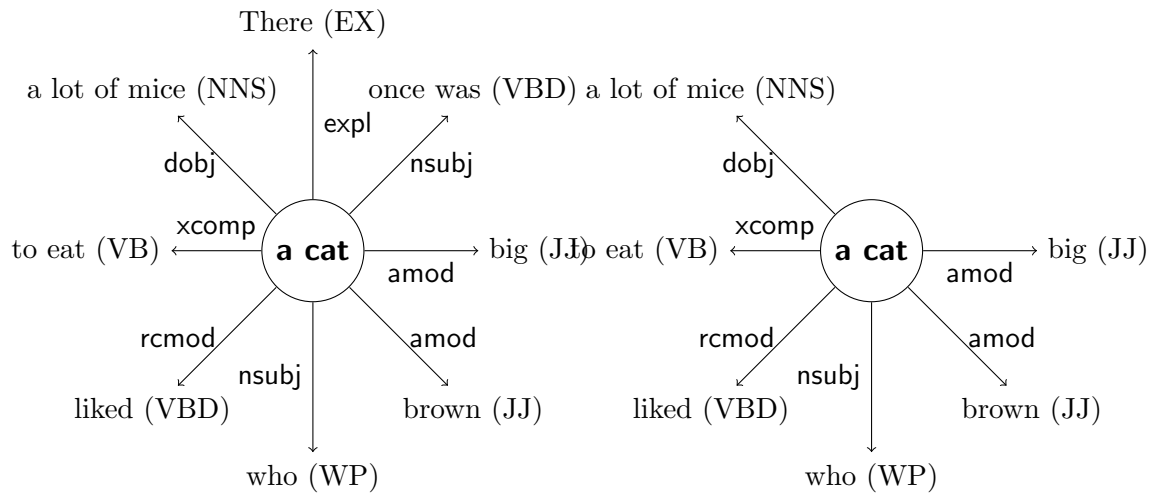 There (EX)
a lot of mice (NNS)
once was (VBD)
expl
dobj
nsubj
xcomp
to eat (VB)
a cat
big (JJ)
amod
rcmod
amod
nsubj
liked (VBD)
brown (JJ)
who (WP)
a lot of mice (NNS)
dobj
xcomp
to eat (VB)
a cat
big (JJ)
amod
rcmod
amod
nsubj
liked (VBD)
brown (JJ)
who (WP)